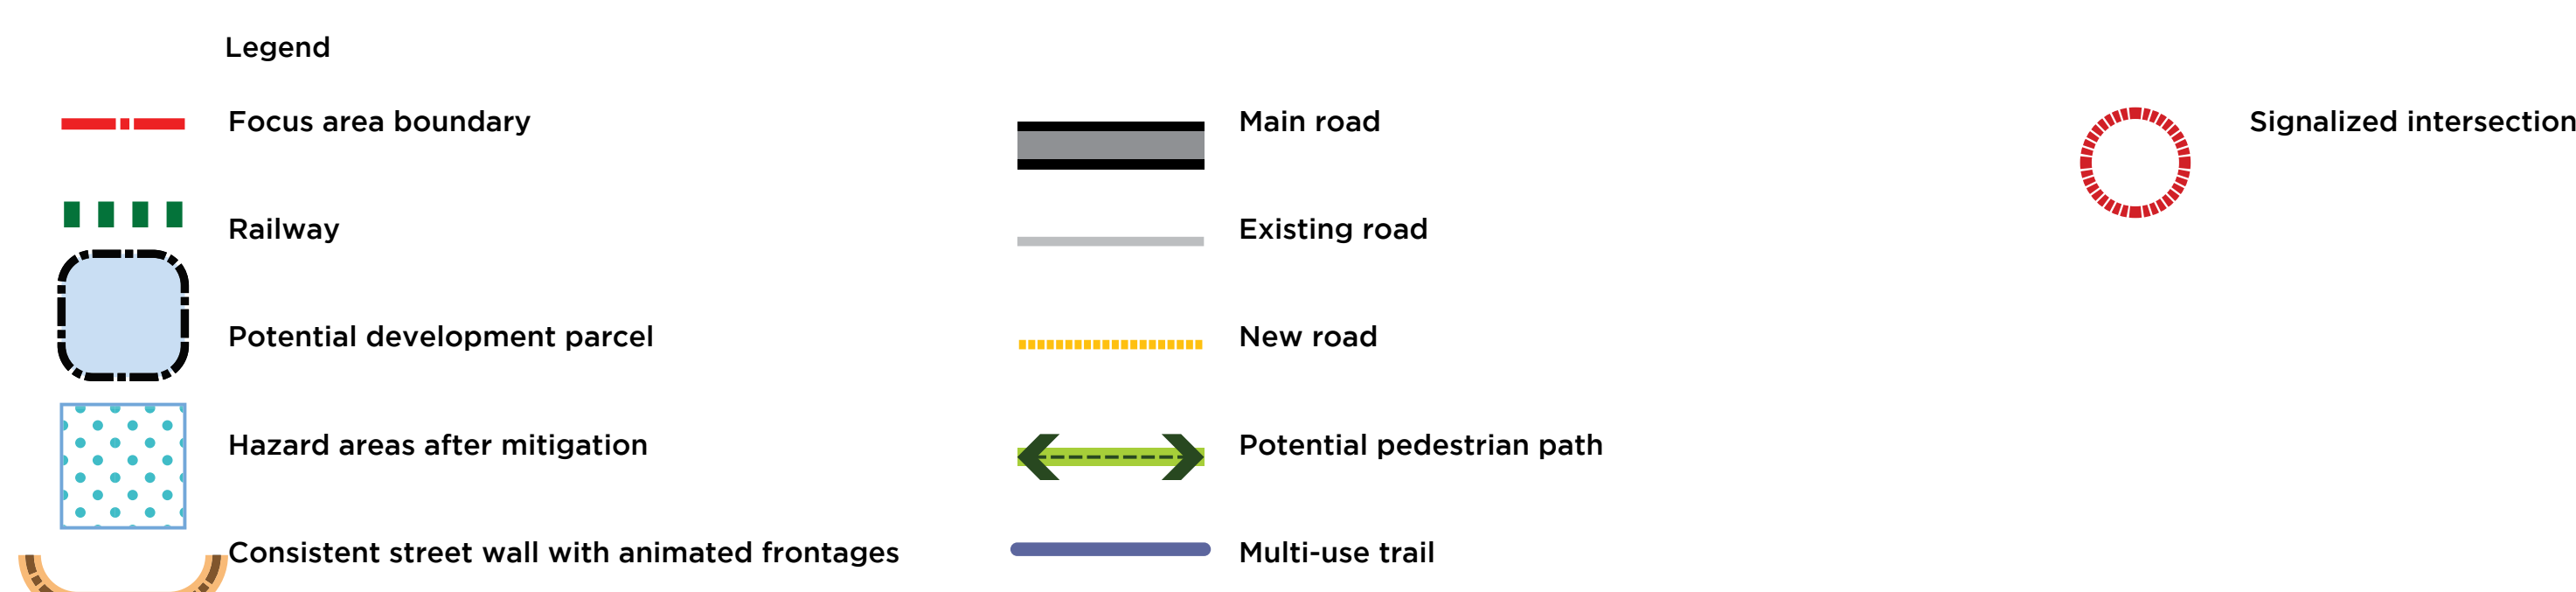 Legend
Focus area boundary
Railway
Potential development parcel
Hazard areas after mitigation
Consistent street wall with animated frontages
Main road
Existing road
New road
Potential pedestrian path
Multi-use trail
Signalized intersection